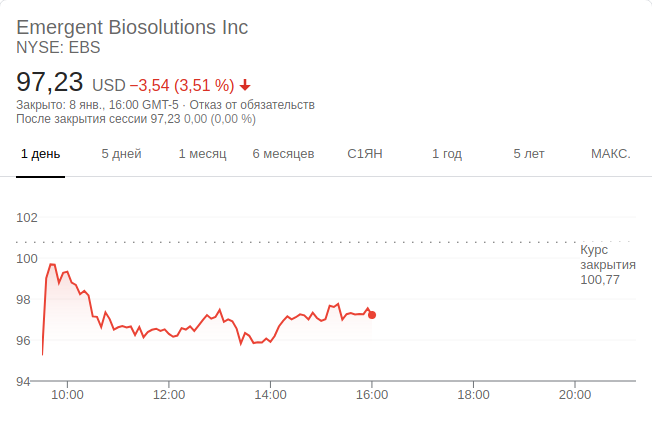 Emergent Biosolutions Inc
NYSE: EBS
97,23 USD −3,54 (3,51 %)
Закрыто: 8 янв., 16:00 GMT-5 · Отказ от обязательств
После закрытия сессии 97,23 0,00 (0,00 %)
1 день 5 дней 1 месяц 6 месяцев С1ЯН 1 год 5 лет МАКС.
102
Курс
закрытия
100,77
100
98
96
94
10:00 12:00 14:00 16:00 18:00 20:00